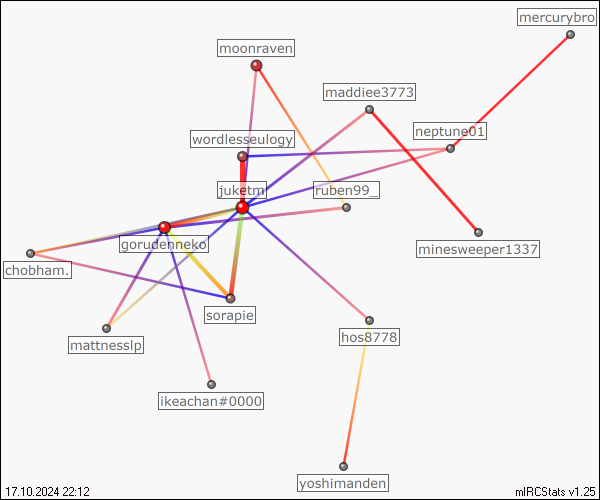 mercurybro
moonraven
maddiee3773
neptune01
wordlesseulogy
juketm
ruben99_
gorudenneko
minesweeper1337
chobham.
sorapie
hos8778
mattnesslp
ikeachan#0000
yoshimanden
17.10.2024 22:12
mIRCStats v1.25